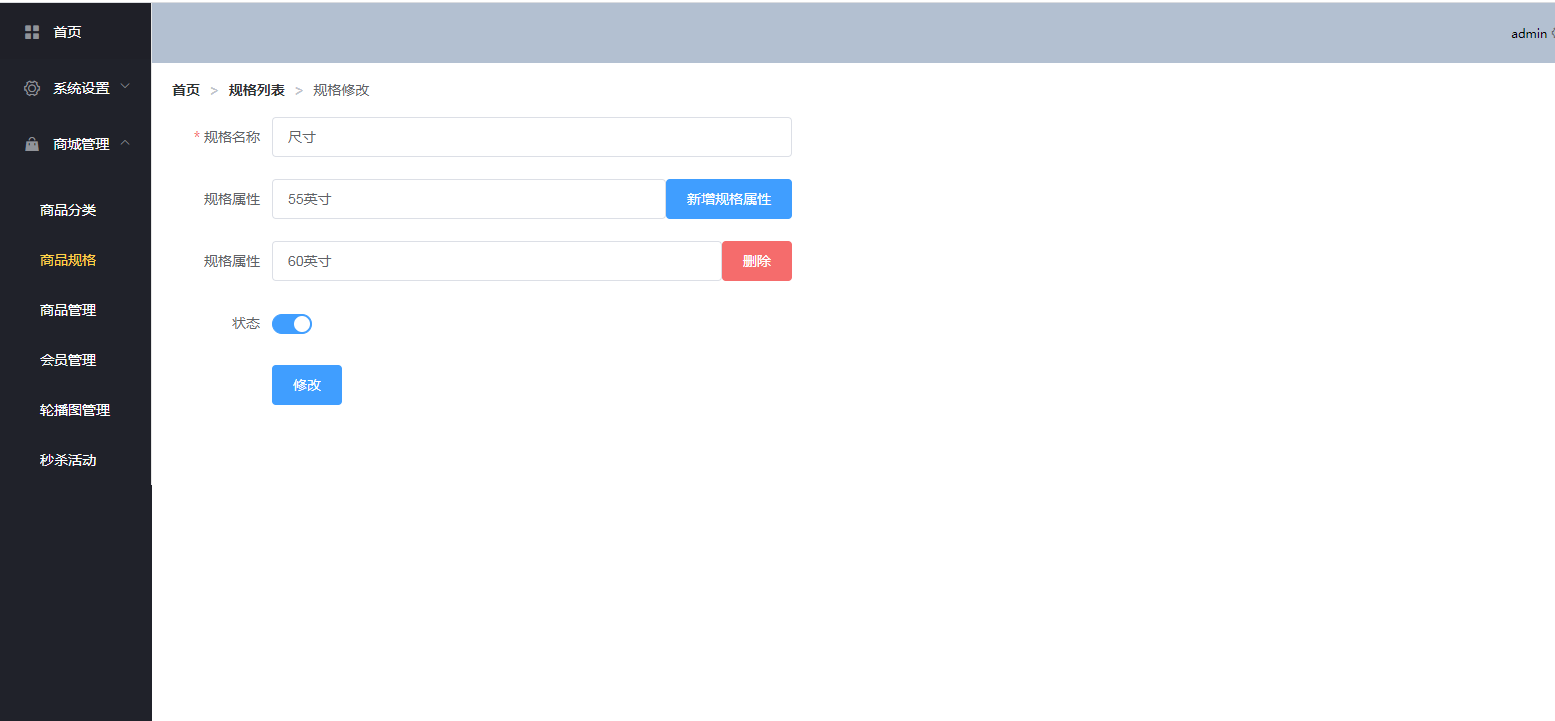 首页
系统设置
商城管理
商品分类
商品规格
商品管理
会员管理
轮播图管理
秒杀活动
admin
首页 > 规格列表 > 规格修改
* 规格名称 尺寸
规格属性 55英寸 新增规格属性
规格属性 60英寸 删除
状态
修改